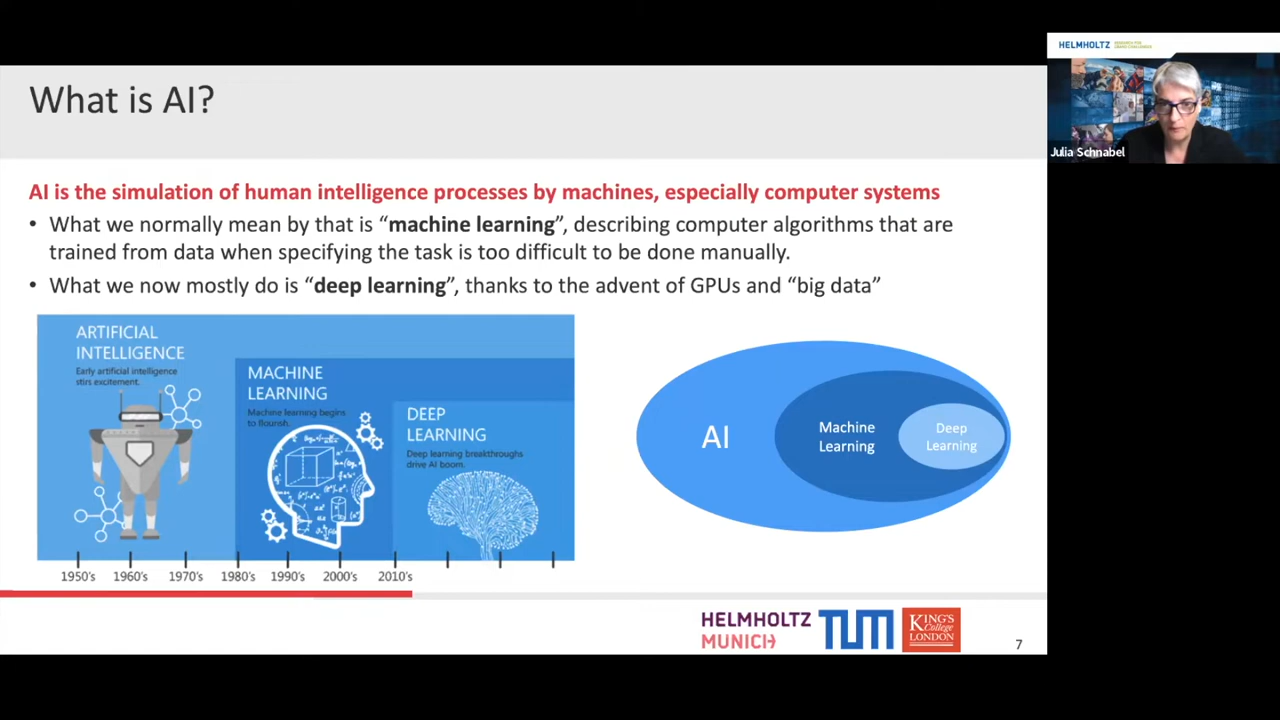 HELMHOLTZ
What is AI?
Julia Schnabel
AI is the simulation of human intelligence processes by machines, especially computer systems
• What we normally mean by that is “machine learning”, describing computer algorithms that are
trained from data when specifying the task is too difficult to be done manually.
• What we now mostly do is “deep learning”, thanks to the advent of GPUs and “big data”
ARTIFICIAL
INTELLIGENCE
Early artificial intelligence
stirs excitement.
MACHINE
LEARNING
Machine learning begins
to flourish.
DEEP
LEARNING
Deep learning breakthroughs
drive AI boom.
1950's 1960's 1970's 1980's 1990's 2000's 2010's
AI
Machine
Learning
Deep
Learning
HELMHOLTZ
MUNICH
TUM
KING'S
College
LONDON
7